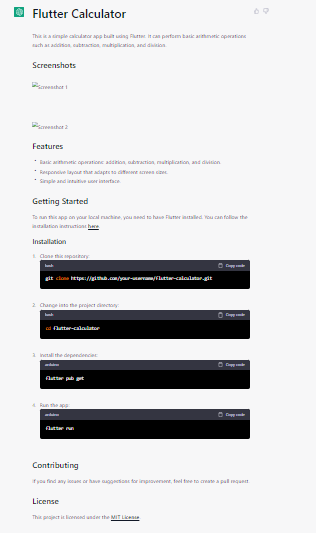 Flutter Calculator
This is a simple calculator app built using Flutter. It can perform basic arithmetic operations
such as addition, subtraction, multiplication, and division.
Screenshots
Screenshot 1
Screenshot 2
Features
• Basic arithmetic operations: addition, subtraction, multiplication, and division.
• Responsive layout that adapts to different screen sizes.
• Simple and intuitive user interface.
Getting Started
To run this app on your local machine, you need to have Flutter installed. You can follow the
installation instructions here.
Installation
1. Clone this repository:
bash Copy code
git clone https://github.com/your-username/flutter-calculator.git
2. Change into the project directory:
bash Copy code
cd flutter-calculator
3. Install the dependencies:
arduino Copy code
flutter pub get
4. Run the app:
arduino Copy code
flutter run
Contributing
If you find any issues or have suggestions for improvement, feel free to create a pull request.
License
This project is licensed under the MIT License.